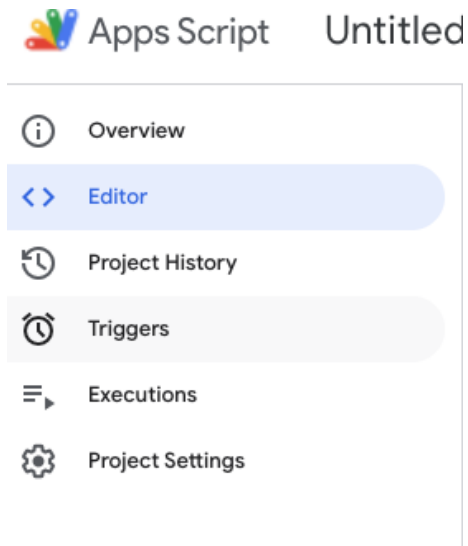 Apps Script Untitled
Overview
Editor
Project History
Triggers
Executions
Project Settings